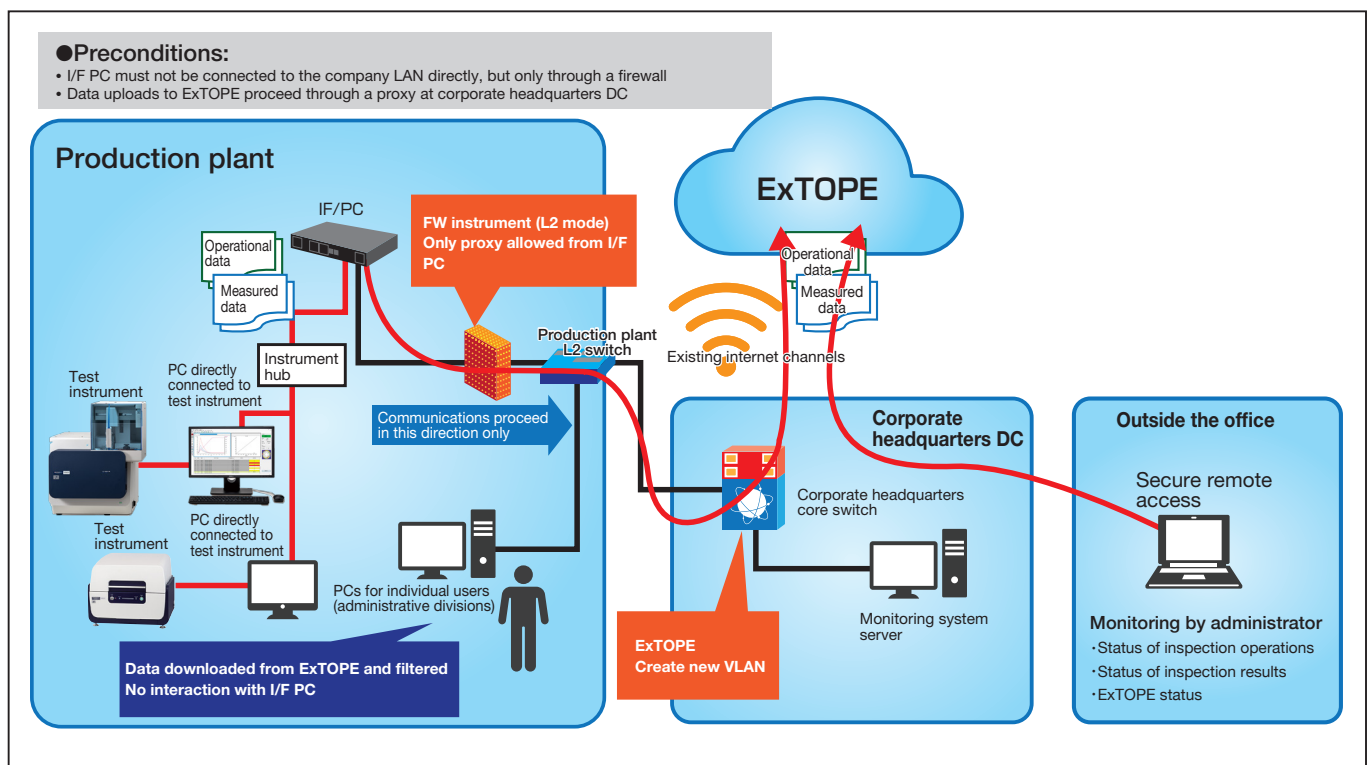 ●Preconditions:
• I/F PC must not be connected to the company LAN directly, but only through a firewall
• Data uploads to ExTOPE proceed through a proxy at corporate headquarters DC
Production plant
IF/PC
Operational
data
Measured
data
FW instrument (L2 mode)
Only proxy allowed from I/F
PC
Instrument
hub
Production plant
L2 switch
Test
instrument
PC directly
connected to
test instrument
Communications proceed
in this direction only
Test
instrument
PC directly
connected to
test instrument
PCs for individual users
(administrative divisions)
Data downloaded from ExTOPE and filtered
No interaction with I/F PC
ExTOPE
Operational
data
Measured
data
Existing internet channels
Corporate
headquarters DC
Corporate headquarters
core switch
Monitoring system
server
ExTOPE
Create new VLAN
Outside the office
Secure remote
access
Monitoring by administrator
・Status of inspection operations
・Status of inspection results
・ExTOPE status